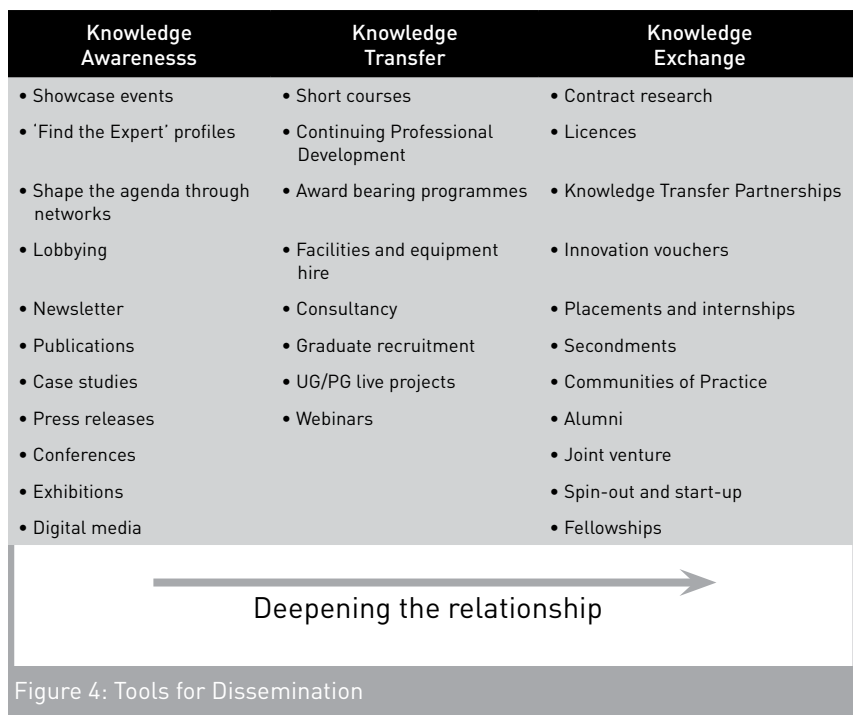 Knowledge
Awarenesss
Knowledge
Transfer
Knowledge
Exchange
• Showcase events
• Short courses
• Contract research
• ‘Find the Expert’ profiles
• Continuing Professional
Development
• Licences
• Shape the agenda through
networks
• Award bearing programmes
• Knowledge Transfer Partnerships
• Lobbying
• Facilities and equipment
hire
• Innovation vouchers
• Newsletter
• Consultancy
• Placements and internships
• Publications
• Graduate recruitment
• Secondments
• Case studies
• UG/PG live projects
• Communities of Practice
• Press releases
• Webinars
• Alumni
• Conferences
• Joint venture
• Exhibitions
• Spin-out and start-up
• Digital media
• Fellowships
Deepening the relationship
Figure 4: Tools for Dissemination